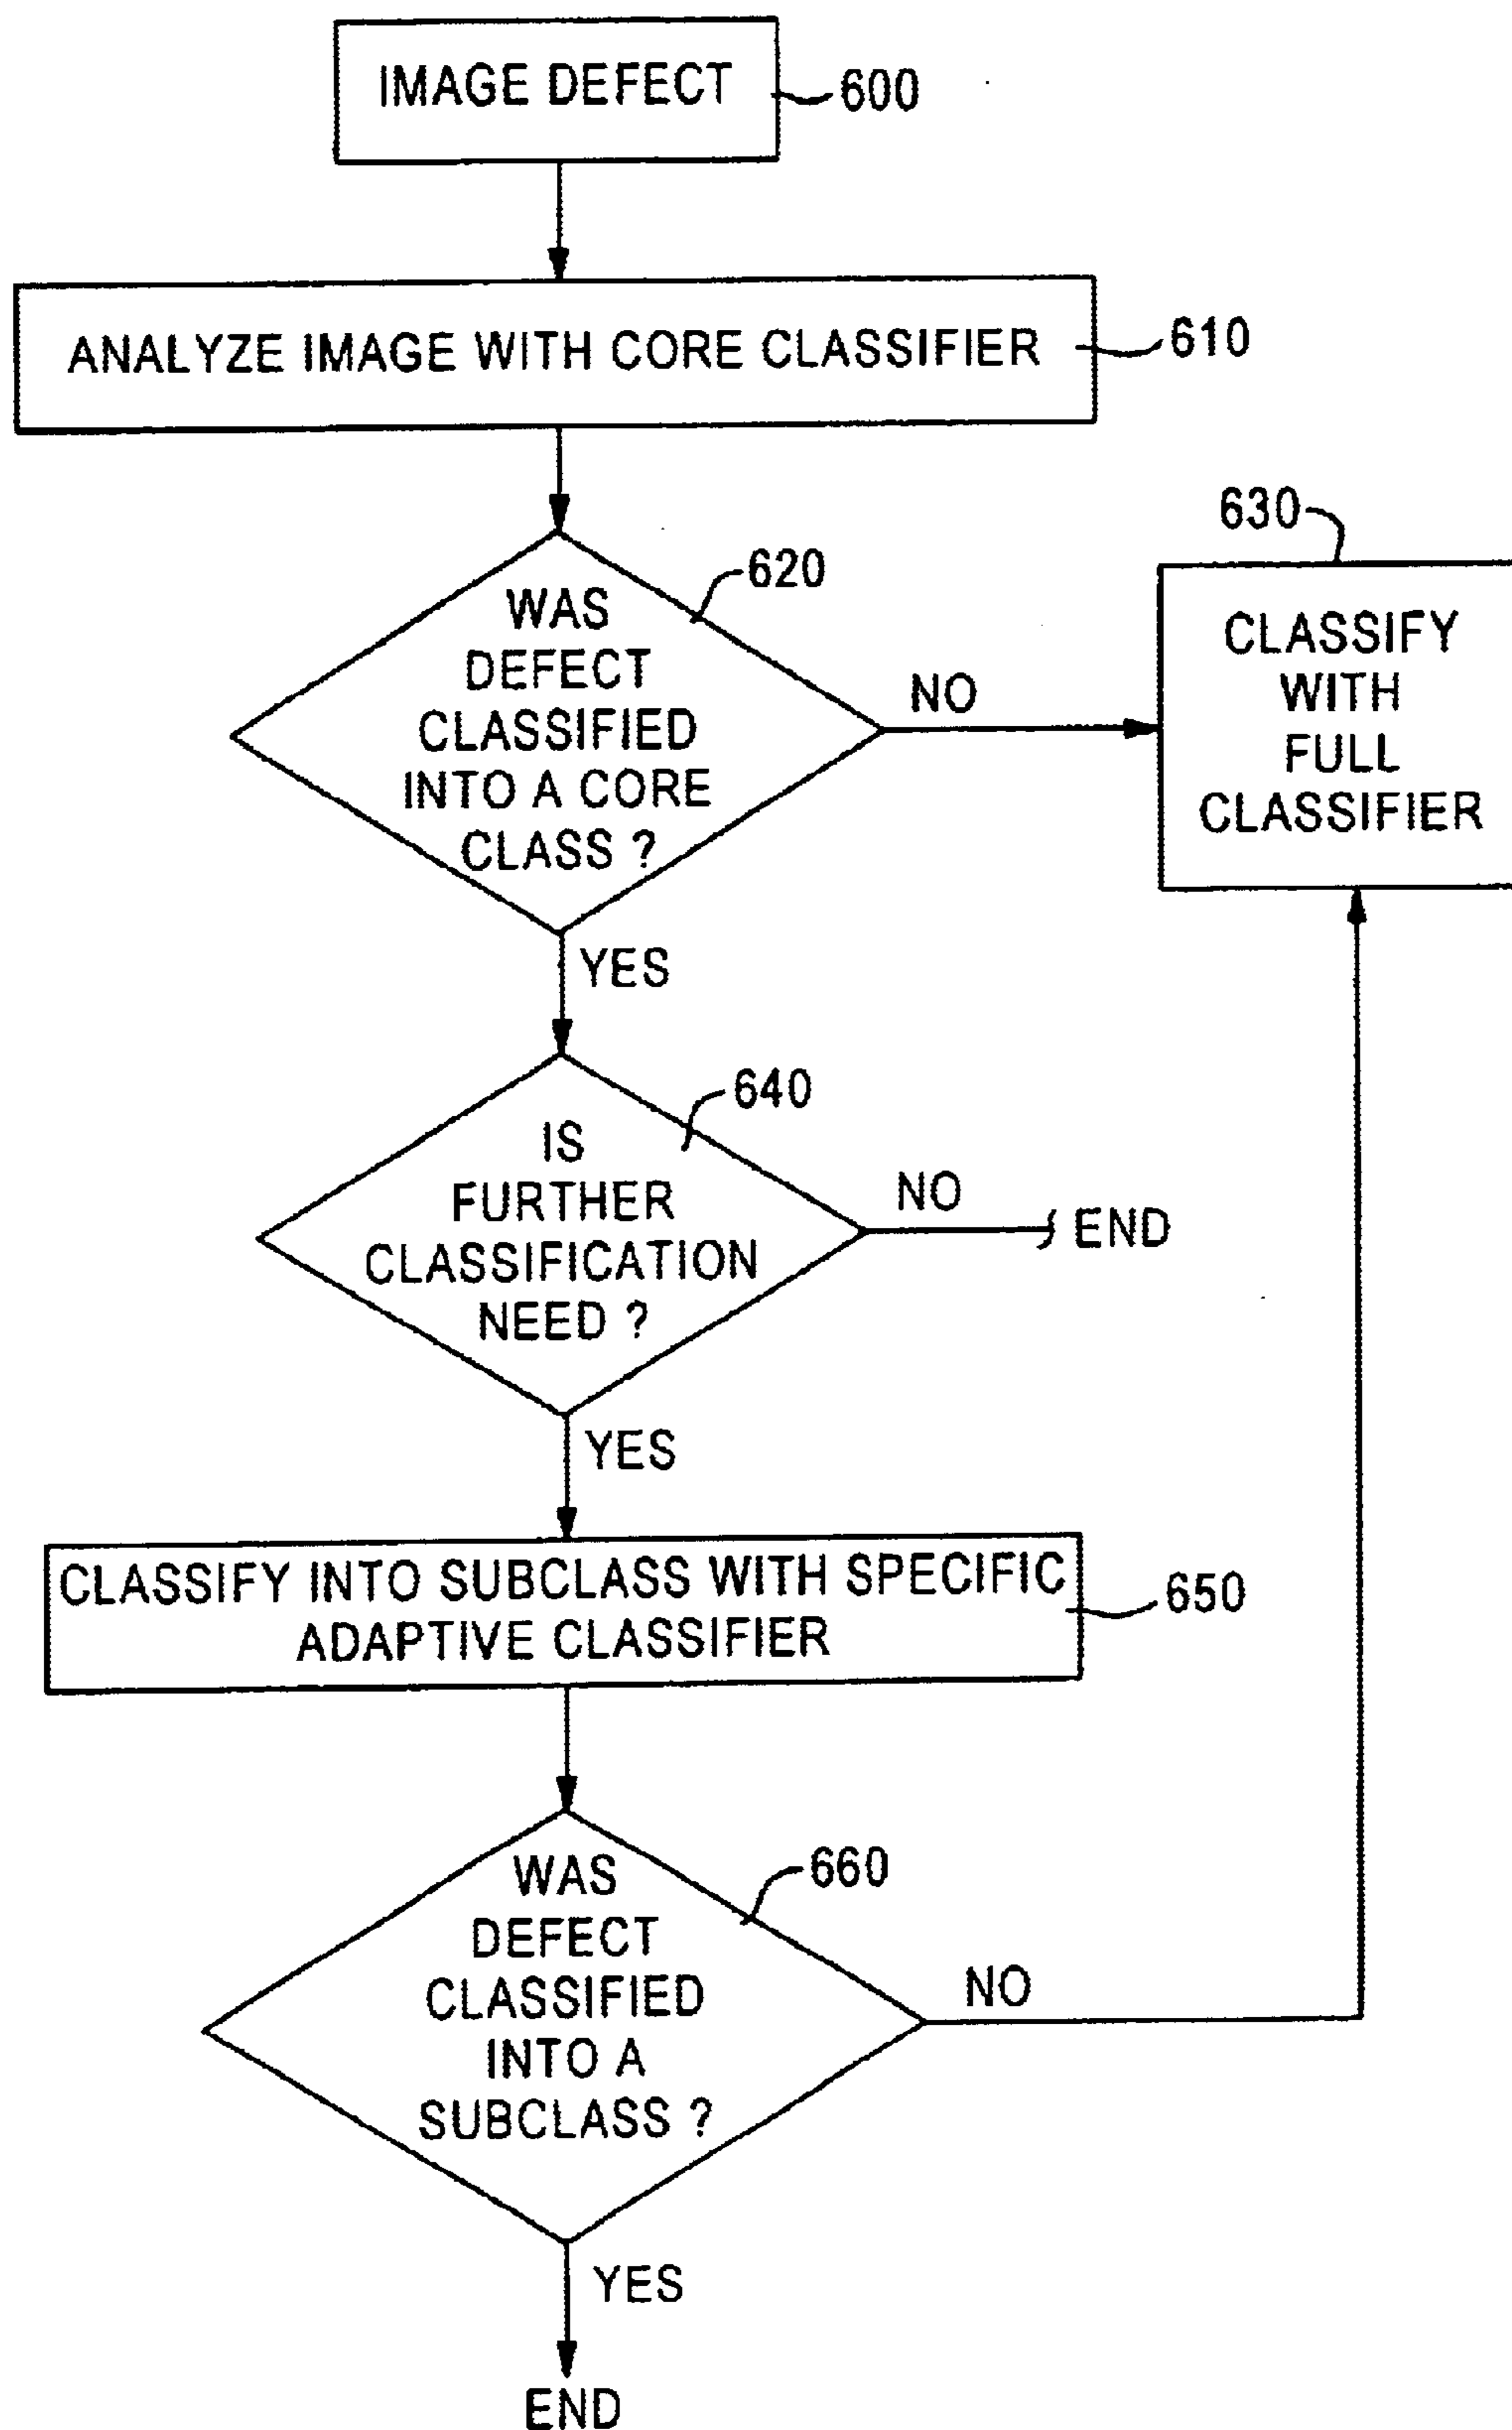 IMAGE DEFECT
600
ANALYZE IMAGE WITH CORE CLASSIFIER
610
620
WAS
DEFECT
CLASSIFIED
INTO A CORE
CLASS ?
NO
630
CLASSIFY
WITH
FULL
CLASSIFIER
YES
640
IS
FURTHER
CLASSIFICATION
NEED ?
NO
END
YES
CLASSIFY INTO SUBCLASS WITH SPECIFIC
ADAPTIVE CLASSIFIER
650
660
WAS
DEFECT
CLASSIFIED
INTO A
SUBCLASS ?
NO
YES
END